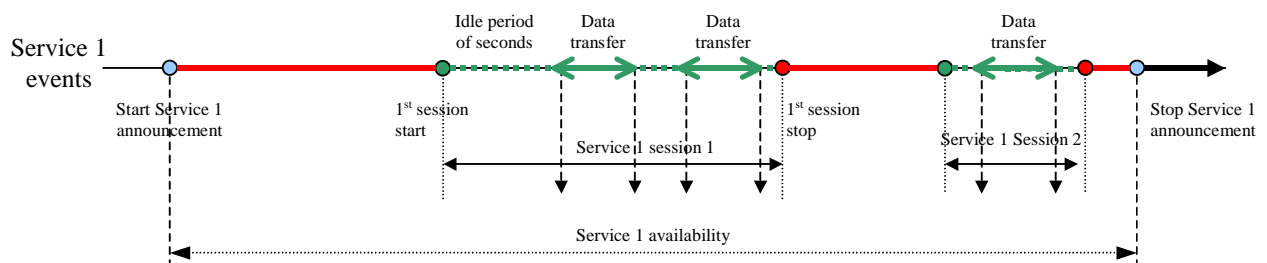 Idle period
of seconds
Data
transfer
Data
transfer
Data
transfer
Service 1
events
Start Service 1
announcement
1st session
start
1st session
stop
Stop Service 1
announcement
Service 1 session 1
Service 1 Session 2
Service 1 availability